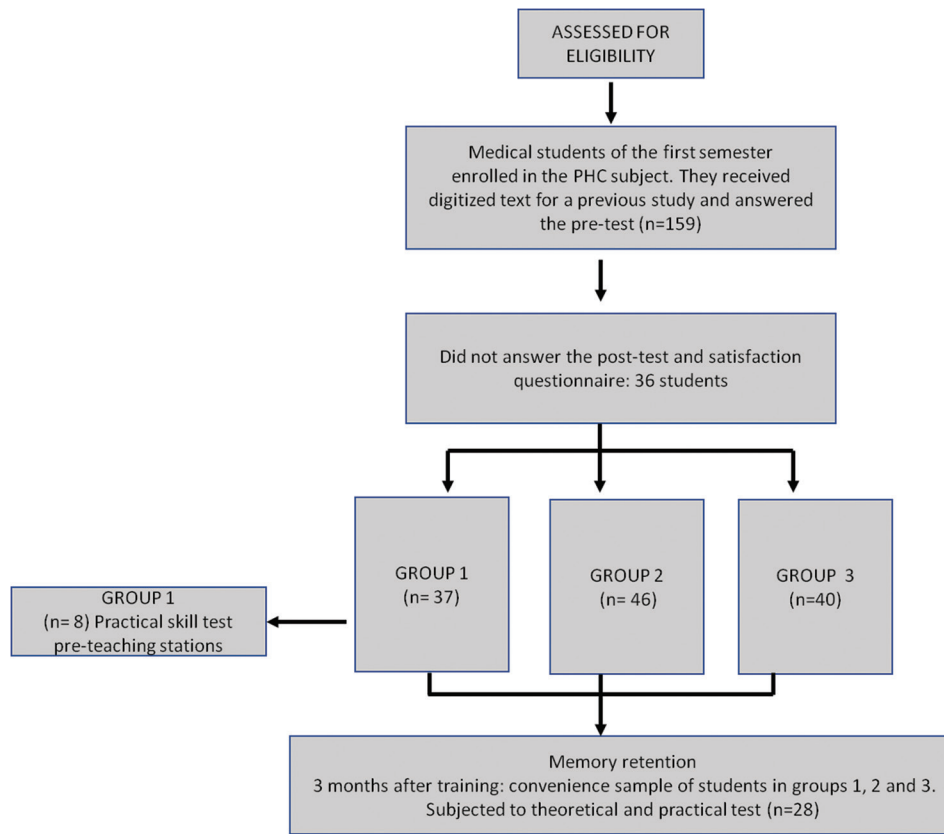 ASSESSED FOR
ELIGIBILITY
Medical students of the first semester
enrolled in the PHC subject. They received
digitized text for a previous study and answered
the pre-test (n=159)
Did not answer the post-test and satisfaction
questionnaire: 36 students
GROUP 1
(n= 37)
GROUP 2
(n= 46)
GROUP 3
(n=40)
GROUP 1
(n= 8) Practical skill test
pre-teaching stations
Memory retention
3 months after training: convenience sample of students in groups 1, 2 and 3.
Subjected to theoretical and practical test (n=28)